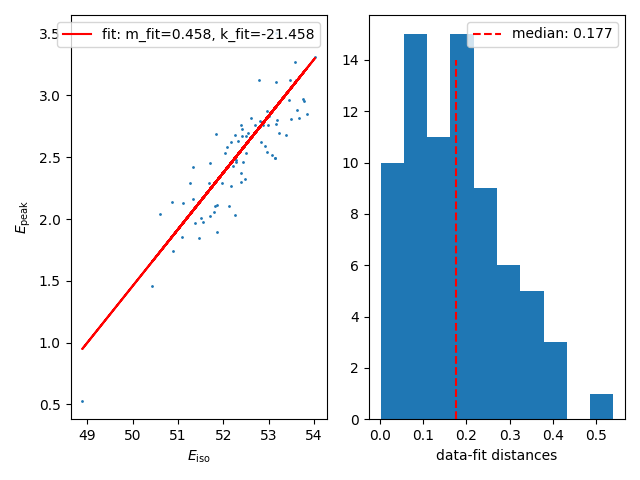 fit: m_fit=0.458, k_fit=-21.458
3.5
3.0
2.5
2.0
1.5
1.0
0.5
E_peak
49 50 51 52 53 54
E_iso
median: 0.177
14
12
10
8
6
4
2
0
0.0 0.1 0.2 0.3 0.4 0.5
data-fit distances